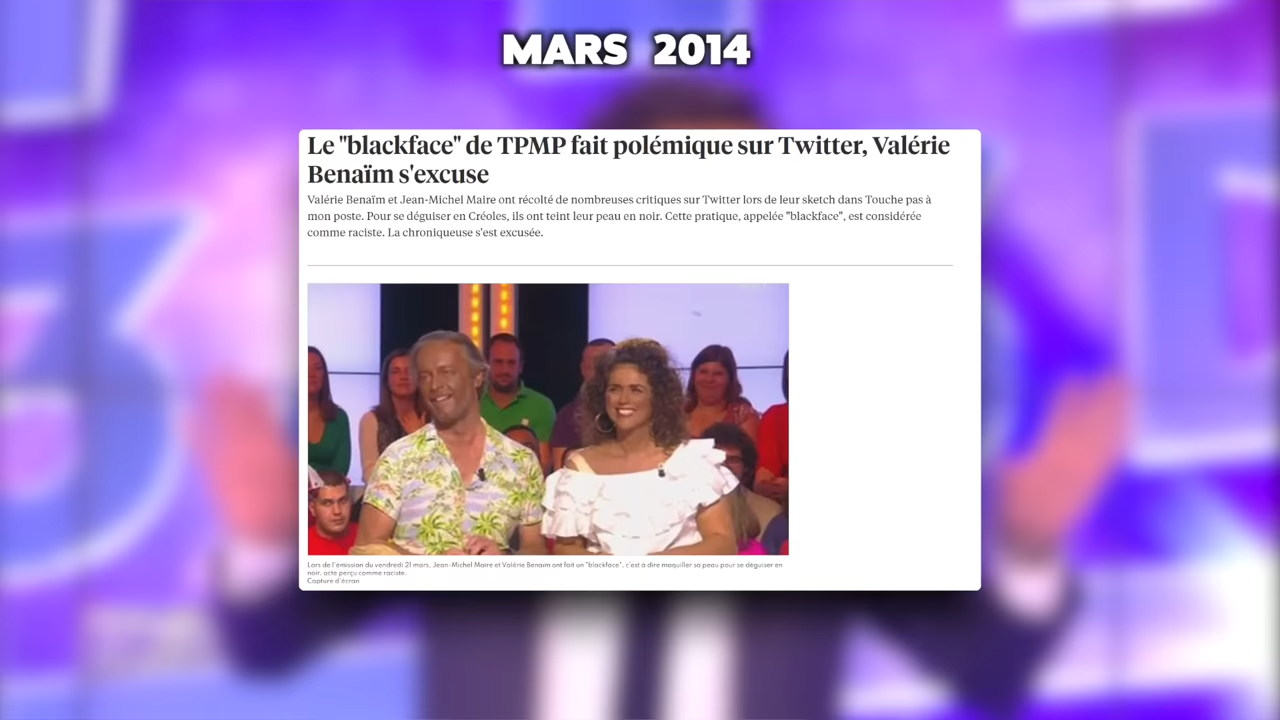 MARS 2014
Le "blackface" de TPMP fait polémique sur Twitter, Valérie
Benaïm s'excuse
Valérie Benaïm et Jean-Michel Maire ont récolté de nombreuses critiques sur Twitter lors de leur sketch dans Touche pas à
mon poste. Pour se déguiser en Créoles, ils ont teint leur peau en noir. Cette pratique, appelée "blackface", est considérée
comme raciste. La chroniqueuse s'est excusée.
Lors de l'émission du vendredi 21 mars, Jean-Michel Maire et Valérie Benaïm ont fait un "blackface", c'est à dire maquiller sa peau pour se déguiser en
noir, acte perçu comme raciste.
Capture d'écran